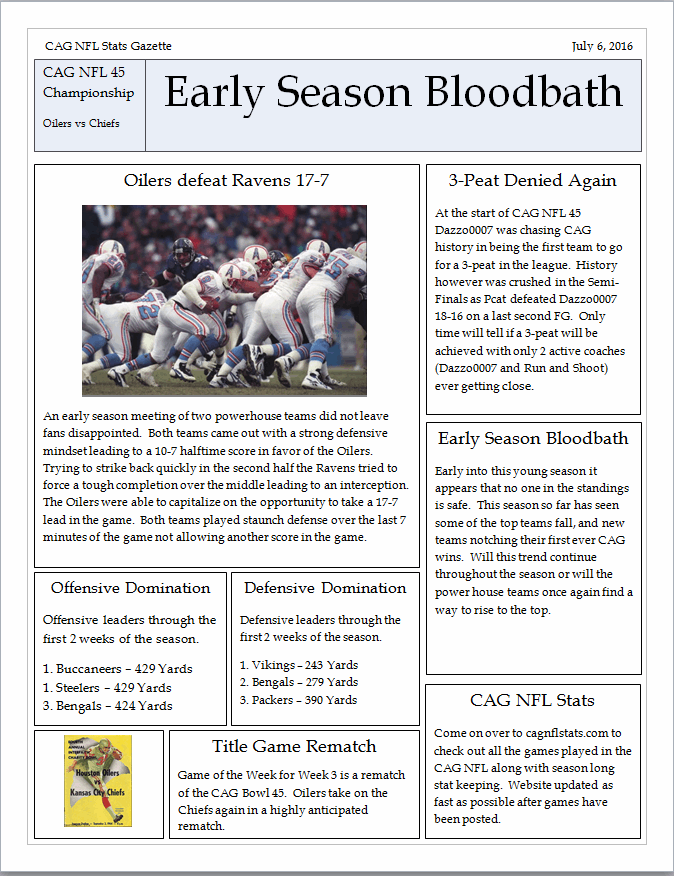 CAG NFL Stats Gazette
July 6, 2016
CAG NFL 45
Championship
Oilers vs Chiefs
Early Season Bloodbath
Oilers defeat Ravens 17-7
An early season meeting of two powerhouse teams did not leave
fans disappointed. Both teams came out with a strong defensive
mindset leading to a 10-7 halftime score in favor of the Oilers.
Trying to strike back quickly in the second half the Ravens tried to
force a tough completion over the middle leading to an interception.
The Oilers were able to capitalize on the opportunity to take a 17-7
lead in the game. Both teams played staunch defense over the last 7
minutes of the game not allowing another score in the game.
3-Peat Denied Again
At the start of CAG NFL 45
Dazzo0007 was chasing CAG
history in being the first team to go
for a 3-peat in the league. History
however was crushed in the Semi-
Finals as Pcat defeated Dazzo0007
18-16 on a last second FG. Only
time will tell if a 3-peat will be
achieved with only 2 active coaches
(Dazzo0007 and Run and Shoot)
ever getting close.
Early Season Bloodbath
Early into this young season it
appears that no one in the standings
is safe. This season so far has seen
some of the top teams fall, and new
teams notching their first ever CAG
wins. Will this trend continue
throughout the season or will the
power house teams once again find a
way to rise to the top.
Offensive Domination
Offensive leaders through the
first 2 weeks of the season.
1. Buccaneers – 429 Yards
1. Steelers – 429 Yards
3. Bengals – 424 Yards
Defensive Domination
Defensive leaders through the
first 2 weeks of the season.
1. Vikings – 243 Yards
2. Bengals – 279 Yards
3. Packers – 390 Yards
ANNUAL
Houston Oilers
vs
Kansas City Chiefs
Title Game Rematch
Game of the Week for Week 3 is a rematch
of the CAG Bowl 45. Oilers take on the
Chiefs again in a highly anticipated
rematch.
CAG NFL Stats
Come on over to cagnflstats.com to
check out all the games played in the
CAG NFL along with season long
stat keeping. Website updated as
fast as possible after games have
been posted.